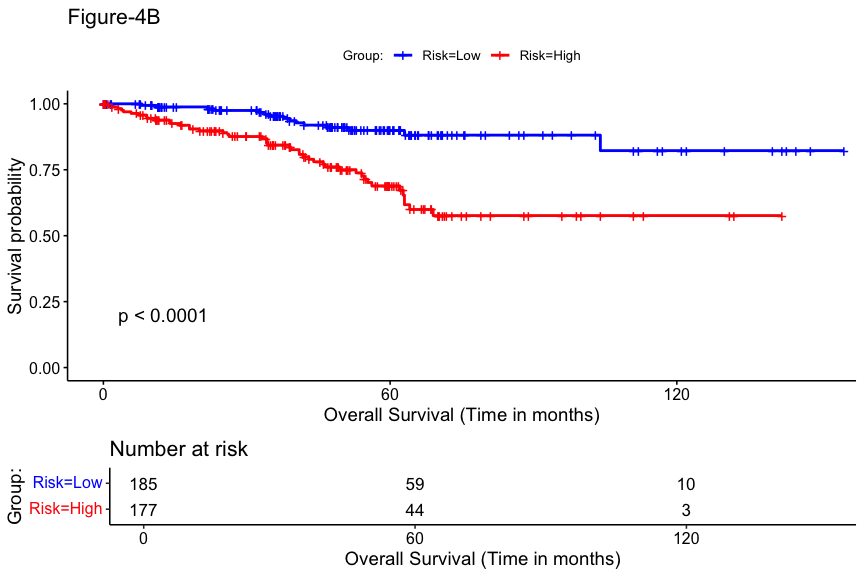 Figure-4B
Group: Risk=Low Risk=High
Survival probability
1.00
0.75
0.50
0.25
0.00
p < 0.0001
0 60 120
Overall Survival (Time in months)
Number at risk
Group:
Risk=Low 185 59 10
Risk=High 177 44 3
0 60 120
Overall Survival (Time in months)